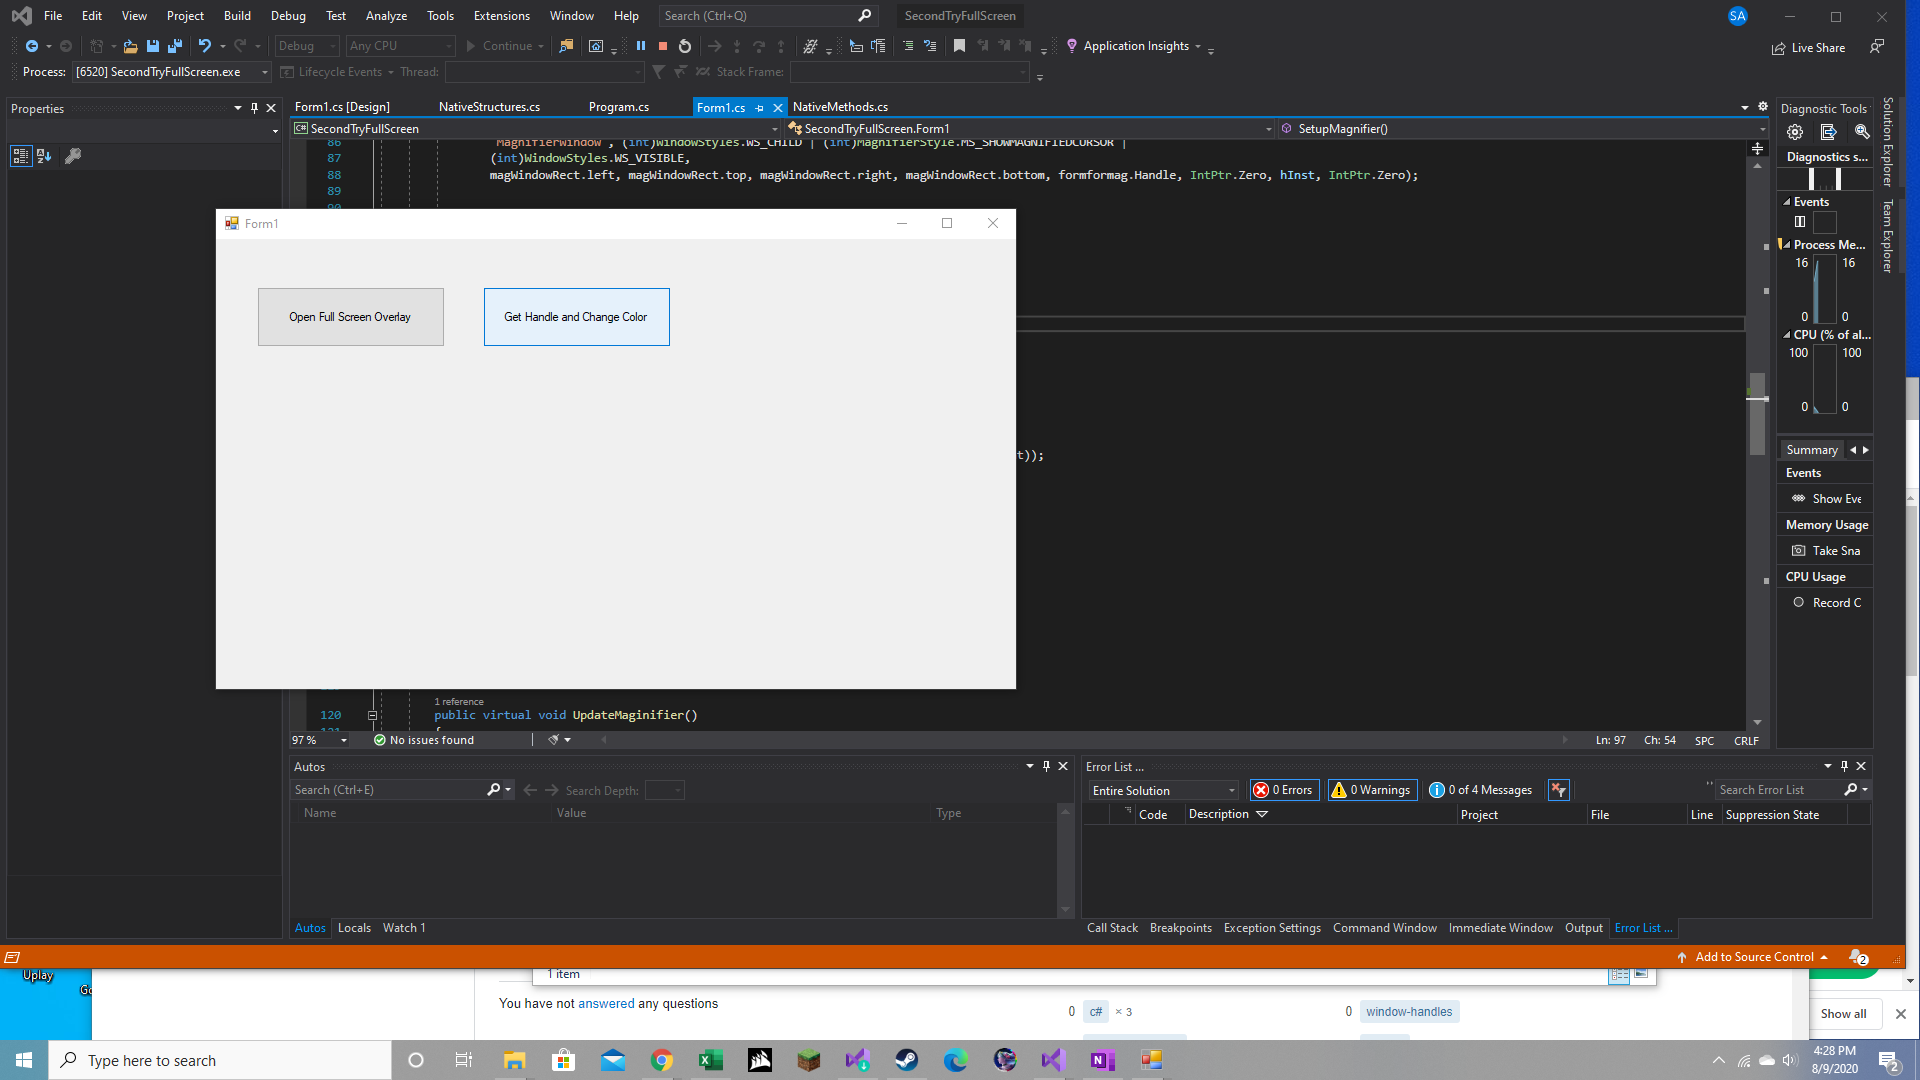 File Edit View Project Build Debug Test Analyze Tools Extensions Window Help Search (Ctrl+Q) SecondTryFullScreen SA
Debug Any CPU Continue Application Insights Live Share
Process: [6520] SecondTryFullScreen.exe Lifecycle Events Thread: Stack Frame:
Properties
Form1.cs [Design] NativeStructures.cs Program.cs Form1.cs NativeMethods.cs
Diagnostic Tools
Solution Explorer
Team Explorer
C# SecondTryFullScreen SecondTryFullScreen.Form1 SetupMagnifier()
86 "MagnifierWindow", (int)WindowStyles.WS_CHILD | (int)MagnifierStyle.MS_SHOWMAGNIFIEDCURSOR |
87 (int)WindowStyles.WS_VISIBLE,
88 magWindowRect.left, magWindowRect.top, magWindowRect.right, magWindowRect.bottom, formformag.Handle, IntPtr.Zero, hInst, IntPtr.Zero);
89
90
Form1
Open Full Screen Overlay
Get Handle and Change Color
t));
1 reference
120 public virtual void UpdateMaginifier()
121 {
97 % No issues found Ln: 97 Ch: 54 SPC CRLF
Diagnostics s...
Events
Process Me...
16 16
0 0
CPU (% of al...
100 100
0 0
Summary
Events
Show Eve
Memory Usage
Take Sna
CPU Usage
Record C
Autos
Search (Ctrl+E) Search Depth:
Name Value Type
Autos Locals Watch 1
Error List ...
Entire Solution 0 Errors 0 Warnings 0 of 4 Messages Search Error List
Code Description Project File Line Suppression State
Call Stack Breakpoints Exception Settings Command Window Immediate Window Output Error List ...
Add to Source Control 2
Uplay
Go
1 item
You have not answered any questions
0 c# × 3 0 window-handles
Show all
Type here to search
4:28 PM
8/9/2020
2